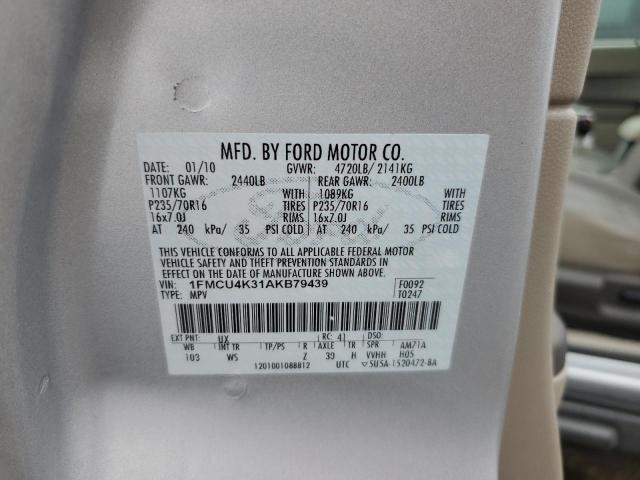 MFD. BY FORD MOTOR CO.
DATE: 01/10 GVWR: 4720LB/ 2141KG
FRONT GAWR: 2440LB REAR GAWR: 2400LB
1107KG WITH 1089KG WITH
P235/70R16 TIRES P235/70R16 TIRES
16x7.0J RIMS 16x7.0J RIMS
AT 240 kPa/ 35 PSI COLD AT 240 kPa/ 35 PSI COLD
THIS VEHICLE CONFORMS TO ALL APPLICABLE FEDERAL MOTOR
VEHICLE SAFETY AND THEFT PREVENTION STANDARDS IN
EFFECT ON THE DATE OF MANUFACTURE SHOWN ABOVE.
VIN: 1FMCU4K31AKB79439 F0092
TYPE: MPV T0247
EXT PNT: UX RC: 41 DSO:
WB INT TR TP/PS R AXLE TR SPR AM71A
103 WS Z 39 H VVHH H05
1201001088812 UTC 5U5A-1520472-BA
Ford